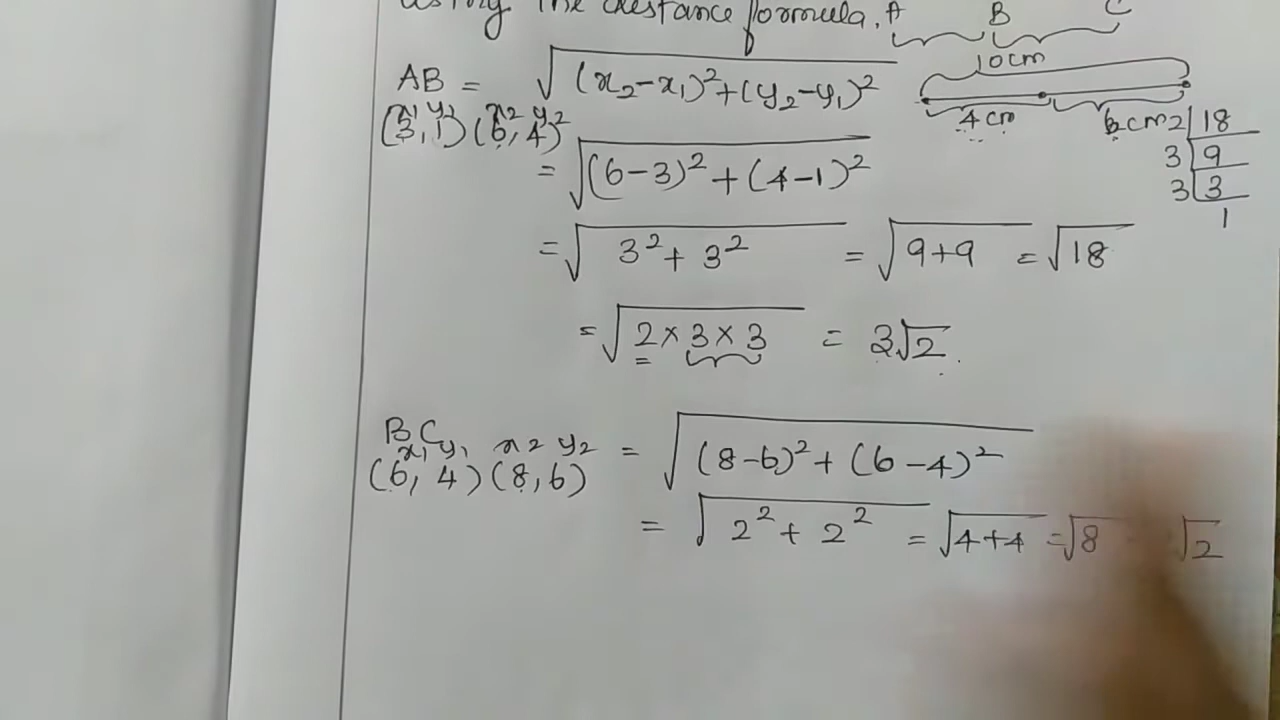 using the distance formula. A B C
10cm
AB = √(x₂-x₁)²+(y₂-y₁)²
4cm 6cm
x₁ y₁ x₂ y₂
(3,1)(6,4)
2|18
3|9
3|3
1
= √(6-3)²+(4-1)²
= √3²+3² = √9+9 = √18
= √2×3×3 = 3√2.
BC
x₁ y₁ x₂ y₂
(6,4)(8,6) = √(8-6)²+(6-4)²
= √2²+2² = √4+4 = √8 √2